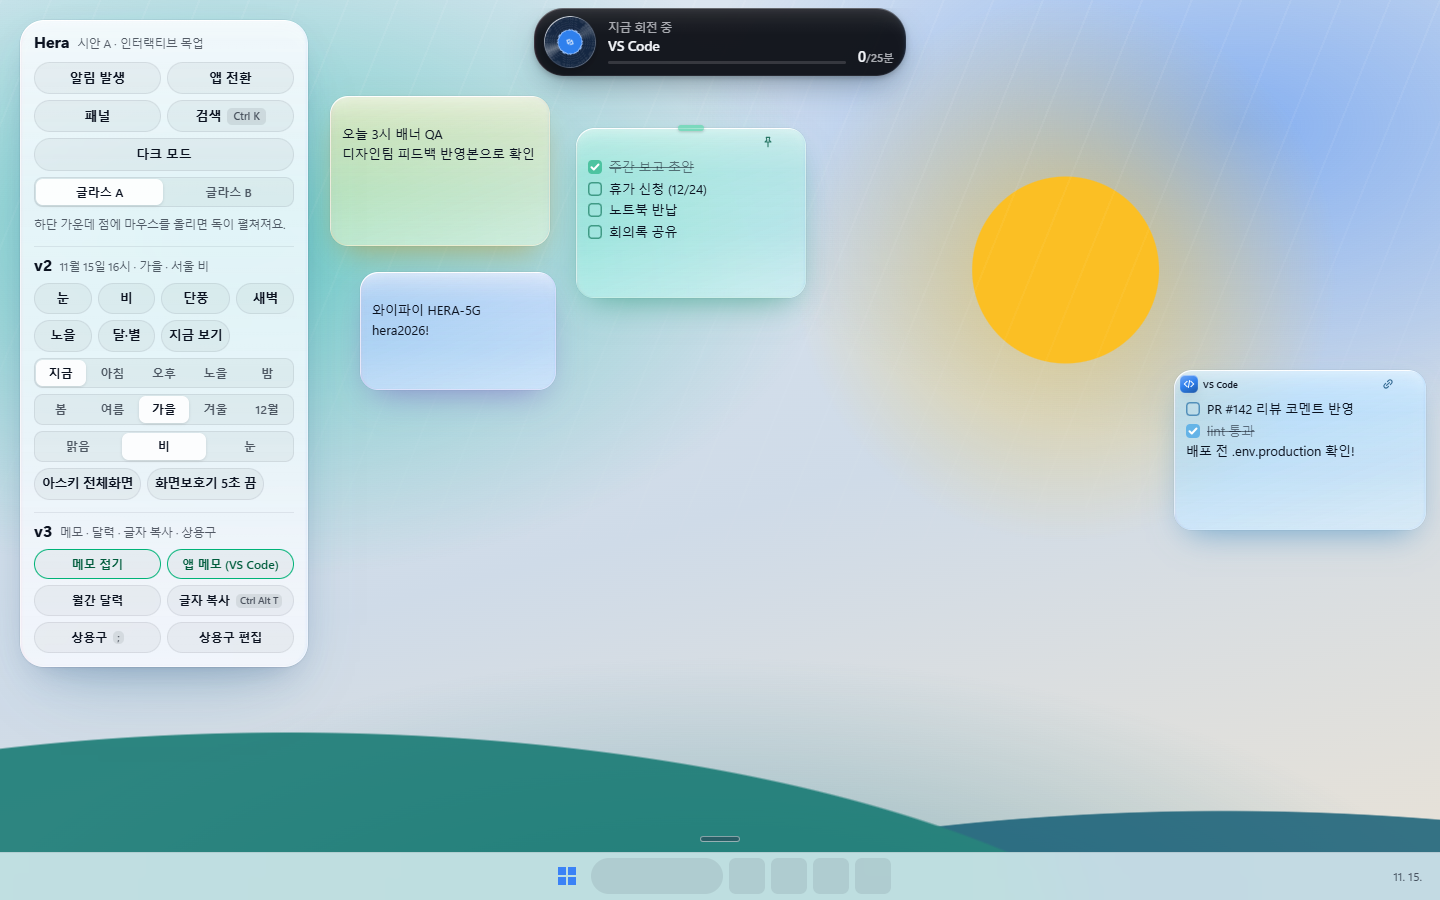 Hera 시안 A · 인터랙티브 목업
알림 발생
앱 전환
패널
검색 Ctrl K
다크 모드
글라스 A
글라스 B
하단 가운데 점에 마우스를 올리면 독이 펼쳐져요.
v2 11월 15일 16시 · 가을 · 서울 비
눈
비
단풍
새벽
노을
달·별
지금 보기
지금
아침
오후
노을
밤
봄
여름
가을
겨울
12월
맑음
비
눈
아스키 전체화면
화면보호기 5초 끔
v3 메모 · 달력 · 글자 복사 · 상용구
메모 접기
앱 메모 (VS Code)
월간 달력
글자 복사 Ctrl Alt T
상용구 ;
상용구 편집
지금 회전 중
VS Code
0/25분
오늘 3시 배너 QA
디자인팀 피드백 반영본으로 확인
주간 보고 초안
휴가 신청 (12/24)
노트북 반납
회의록 공유
와이파이 HERA-5G
hera2026!
VS Code
PR #142 리뷰 코멘트 반영
lint 통과
배포 전 .env.production 확인!
11. 15.